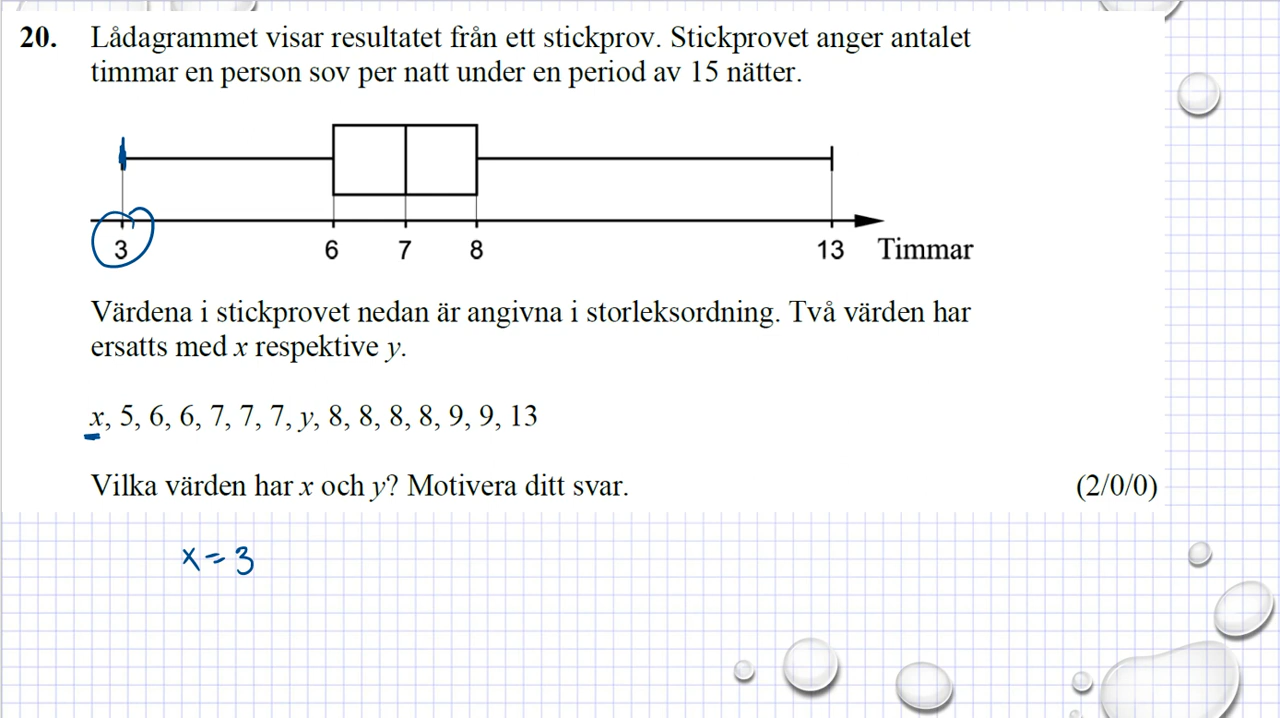 20. Lådagrammet visar resultatet från ett stickprov. Stickprovet anger antalet
timmar en person sov per natt under en period av 15 nätter.
3 6 7 8 13 Timmar
Värdena i stickprovet nedan är angivna i storleksordning. Två värden har
ersatts med x respektive y.
x, 5, 6, 6, 7, 7, 7, y, 8, 8, 8, 8, 9, 9, 13
Vilka värden har x och y? Motivera ditt svar. (2/0/0)
x = 3